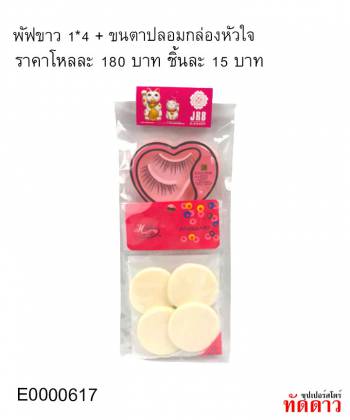 พัฟขาว 1*4 + ขนตาปลอมกล่องหัวใจ
ราคาโหลละ 180 บาท ชิ้นละ 15 บาท
JRB
E0000617
ซุปเปอร์สโตร์
ทัดดาว